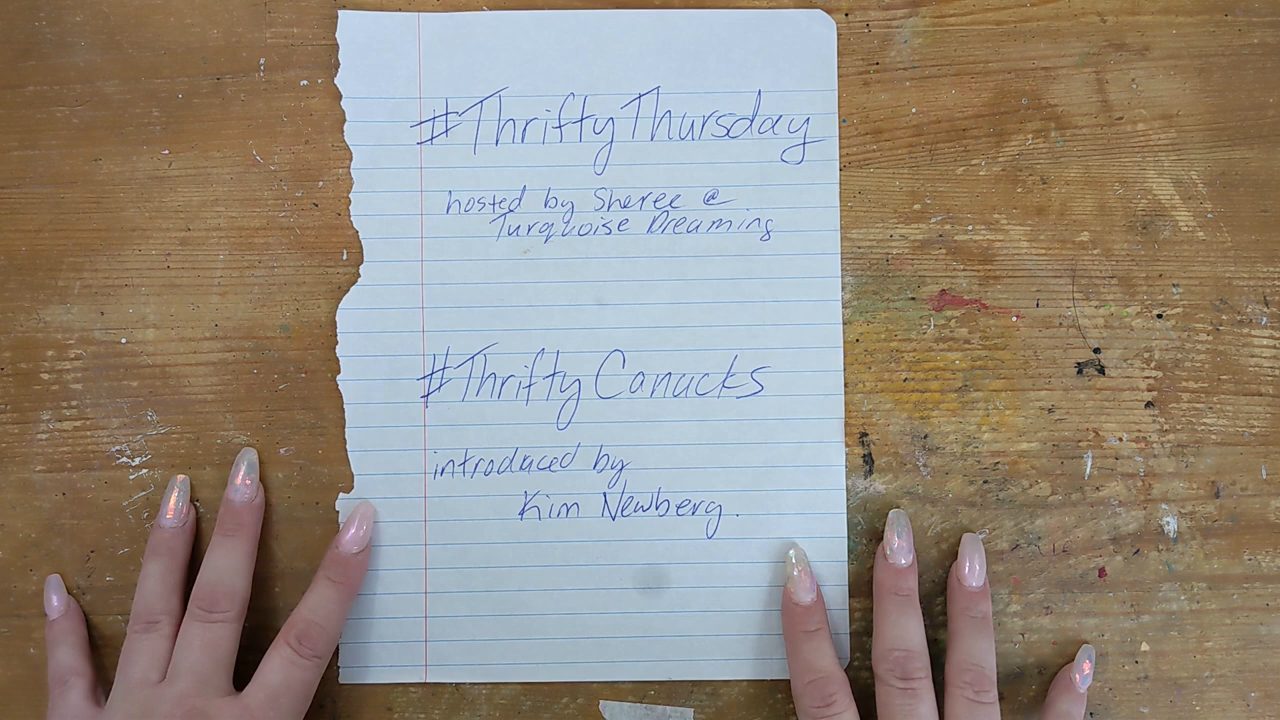 #ThriftyThursday
hosted by Sheree @
Turquoise Dreaming
#ThriftyCanucks
introduced by
Kim Newberg.